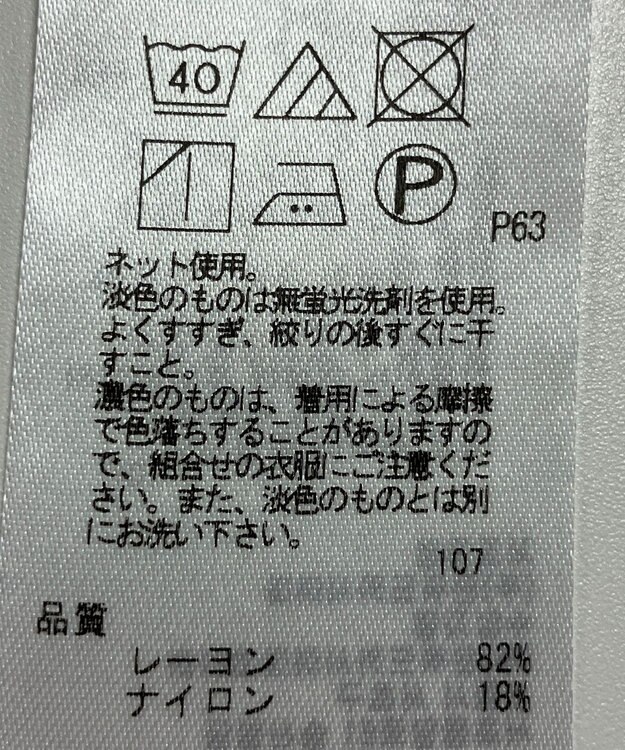 40
P
P63
ネット使用。
淡色のものは無蛍光洗剤を使用。
よくすすぎ、絞りの後すぐに干
すこと。
濃色のものは、着用による摩擦
で色落ちすることがありますの
で、組合せの衣服にご注意くだ
さい。また、淡色のものとは別
にお洗い下さい。
107
品質
レーヨン 82%
ナイロン 18%